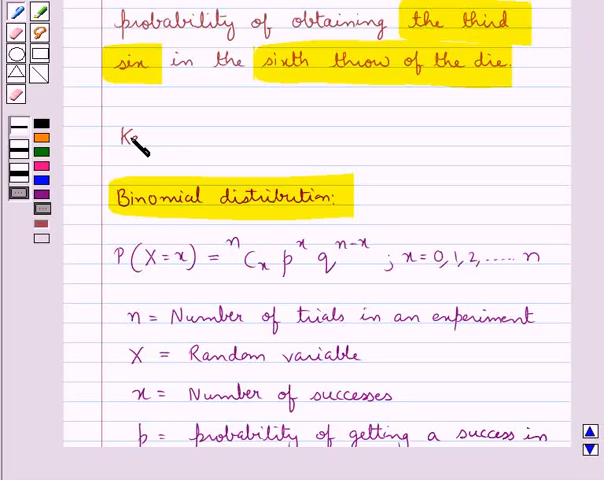 probability of obtaining the third
six in the sixth throw of the die.
Ke
Binomial distribution:
P(X=x) = ⁿCₓ pˣ qⁿ⁻ˣ ; x=0,1,2,..... n
n = Number of trials in an experiment
X = Random variable
x = Number of successes
p = probability of getting a success in